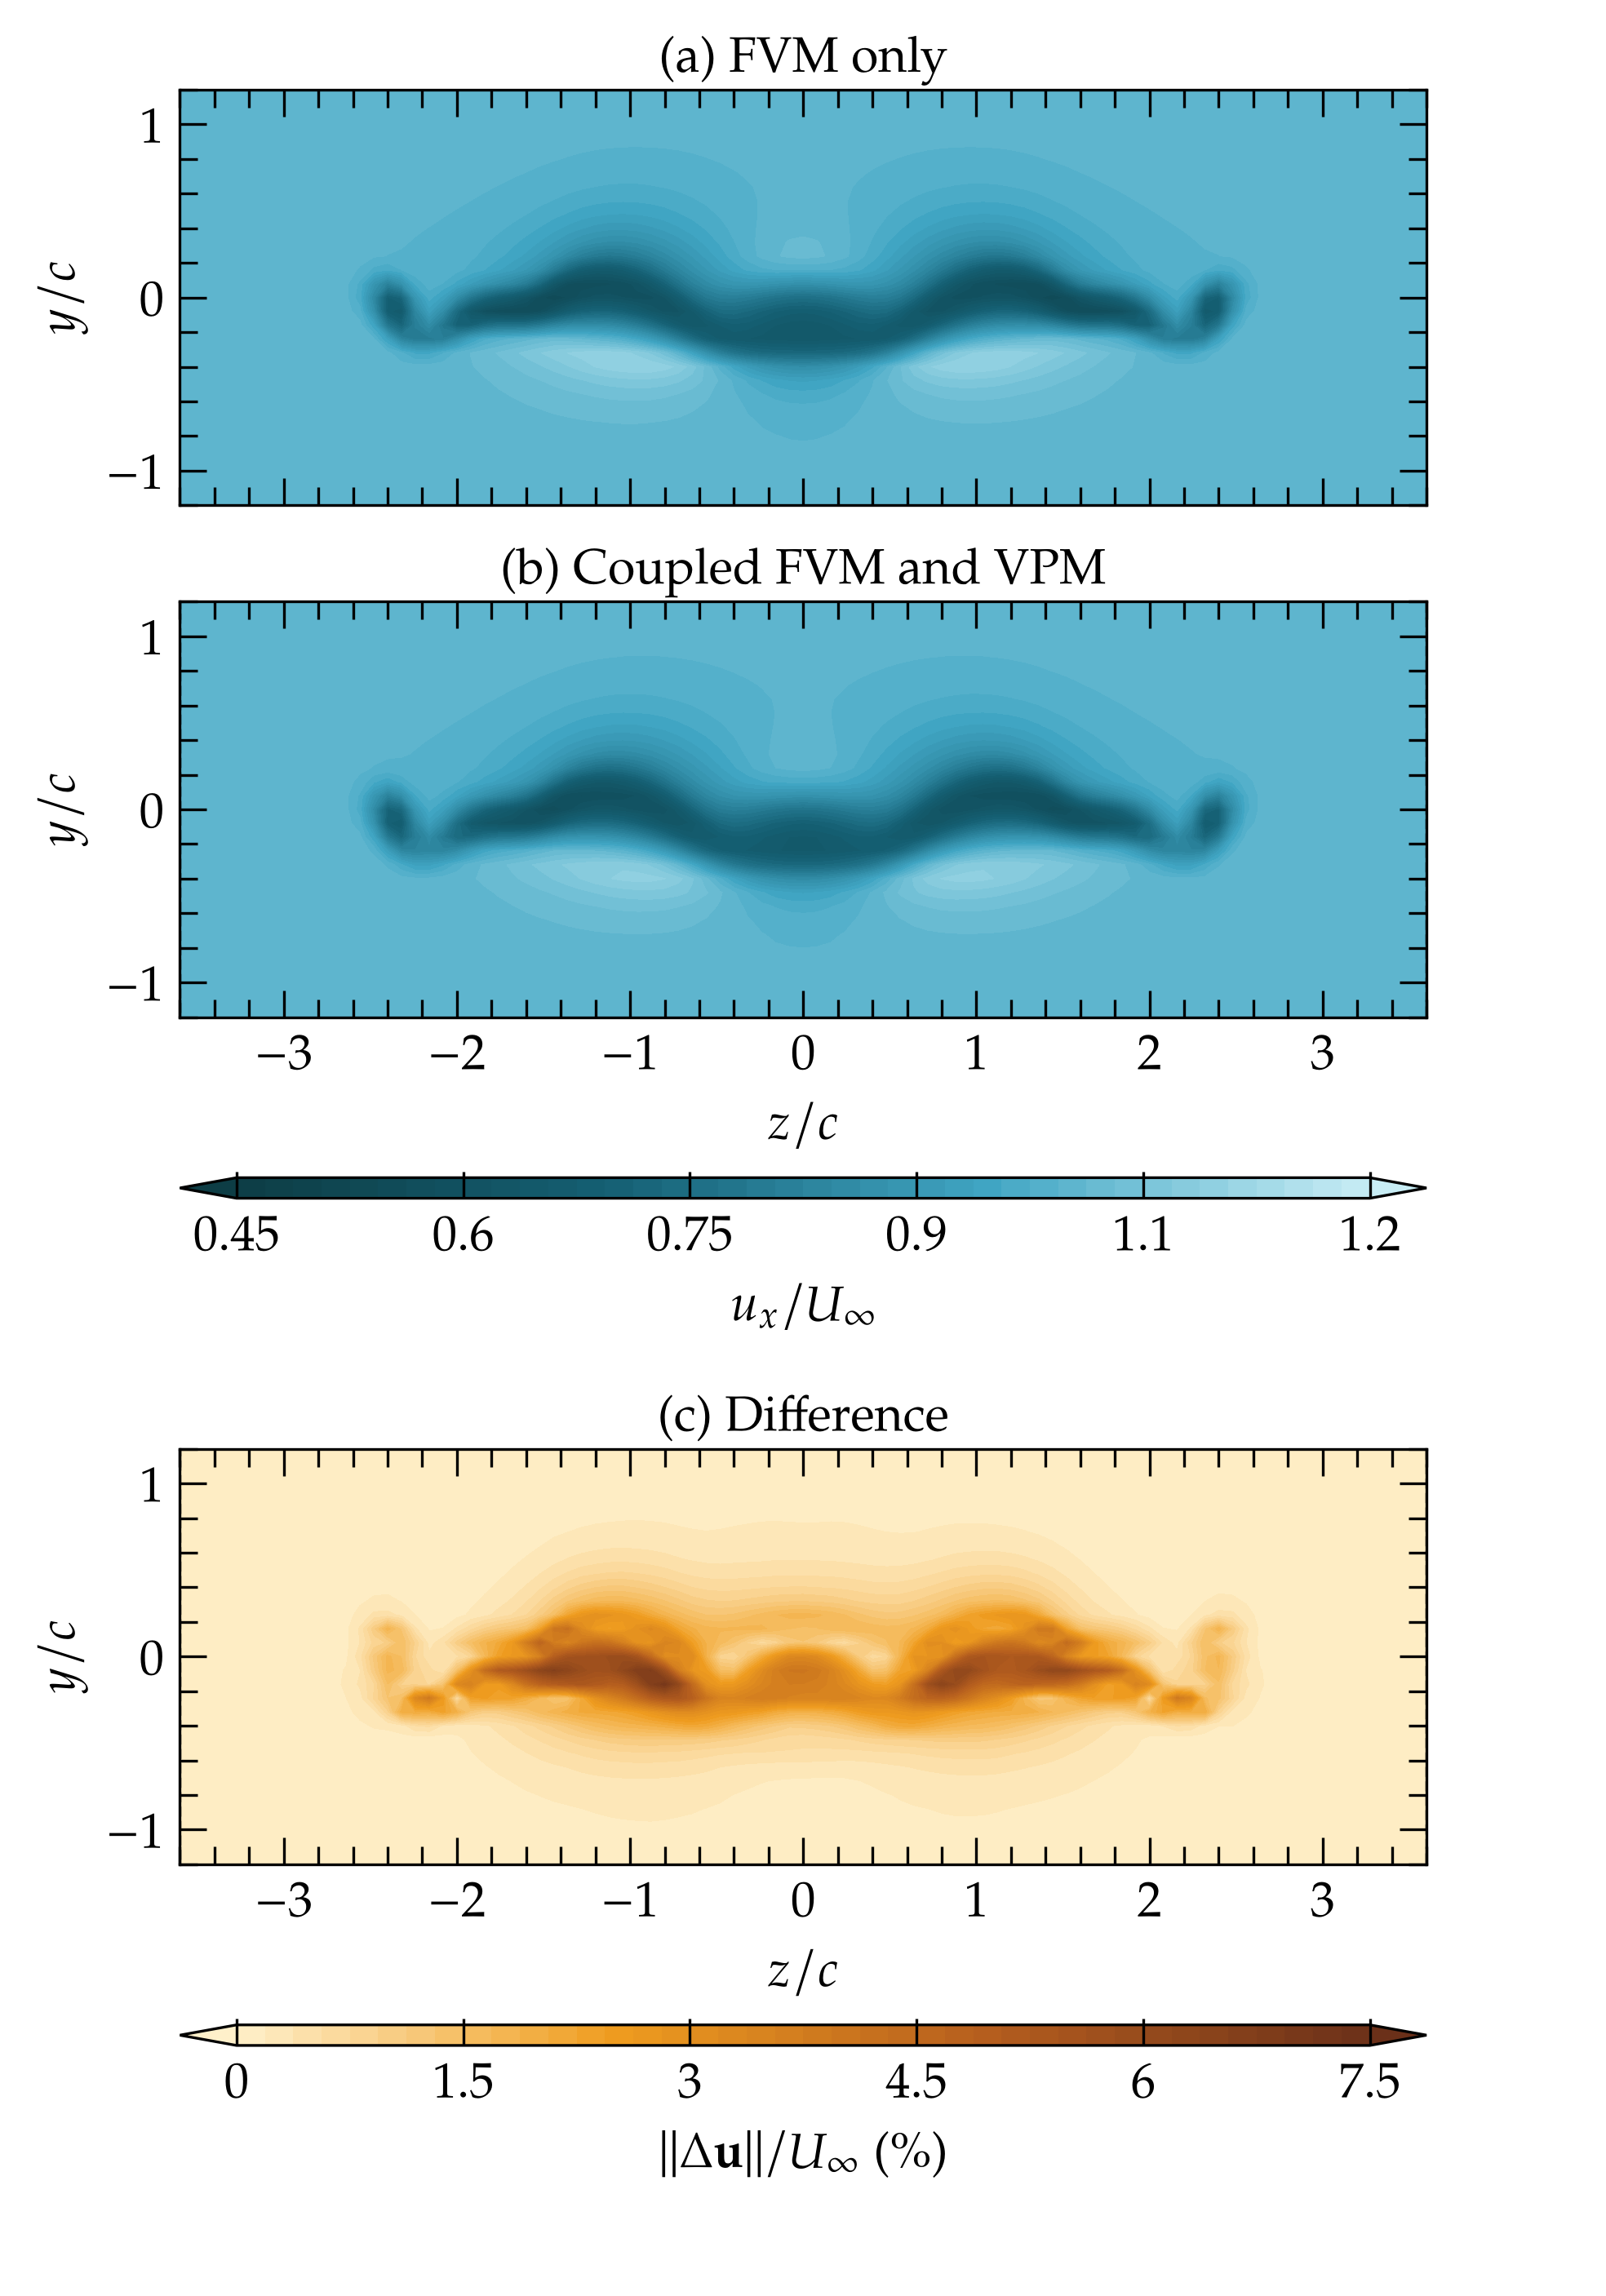 (a) FVM only
1
0
−1
y/c
(b) Coupled FVM and VPM
1
0
−1
y/c
−3 −2 −1 0 1 2 3
z/c
0.45 0.6 0.75 0.9 1.1 1.2
u_x/U_∞
(c) Difference
1
0
−1
y/c
−3 −2 −1 0 1 2 3
z/c
0 1.5 3 4.5 6 7.5
||Δ𝐮||/U_∞ (%)